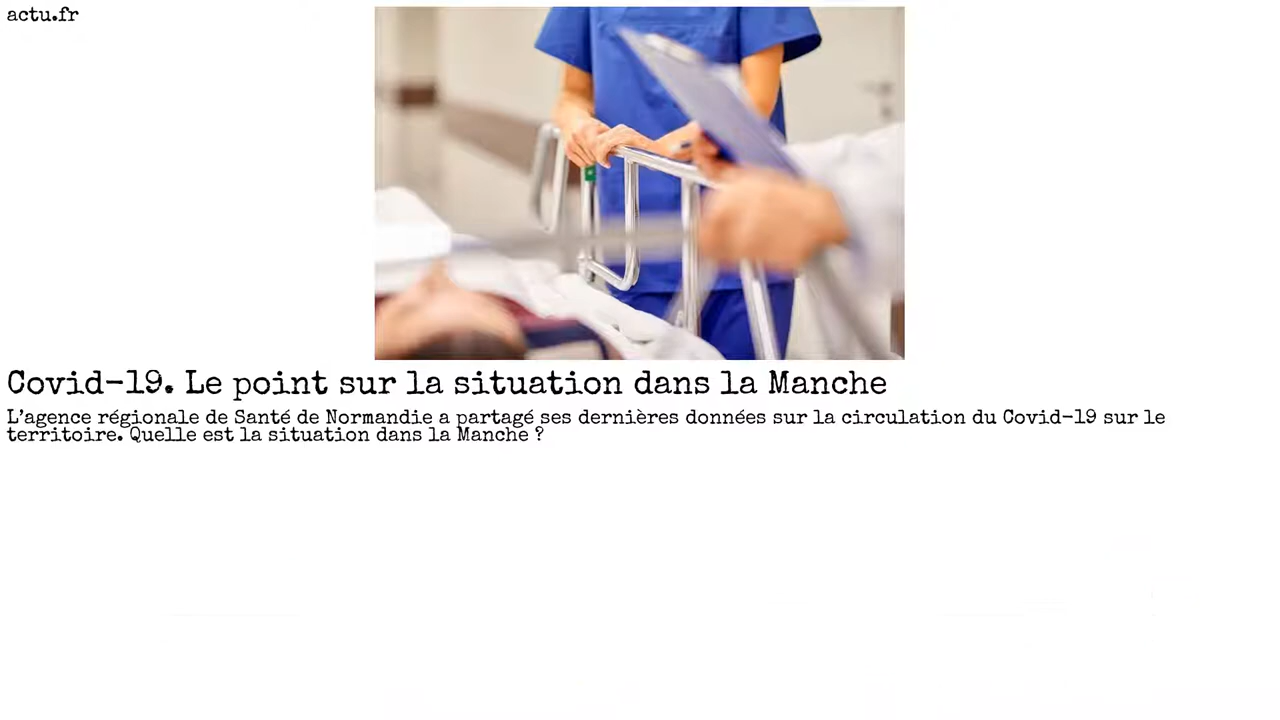 actu.fr
Covid-19. Le point sur la situation dans la Manche
L'agence régionale de Santé de Normandie a partagé ses dernières données sur la circulation du Covid-19 sur le
territoire. Quelle est la situation dans la Manche ?